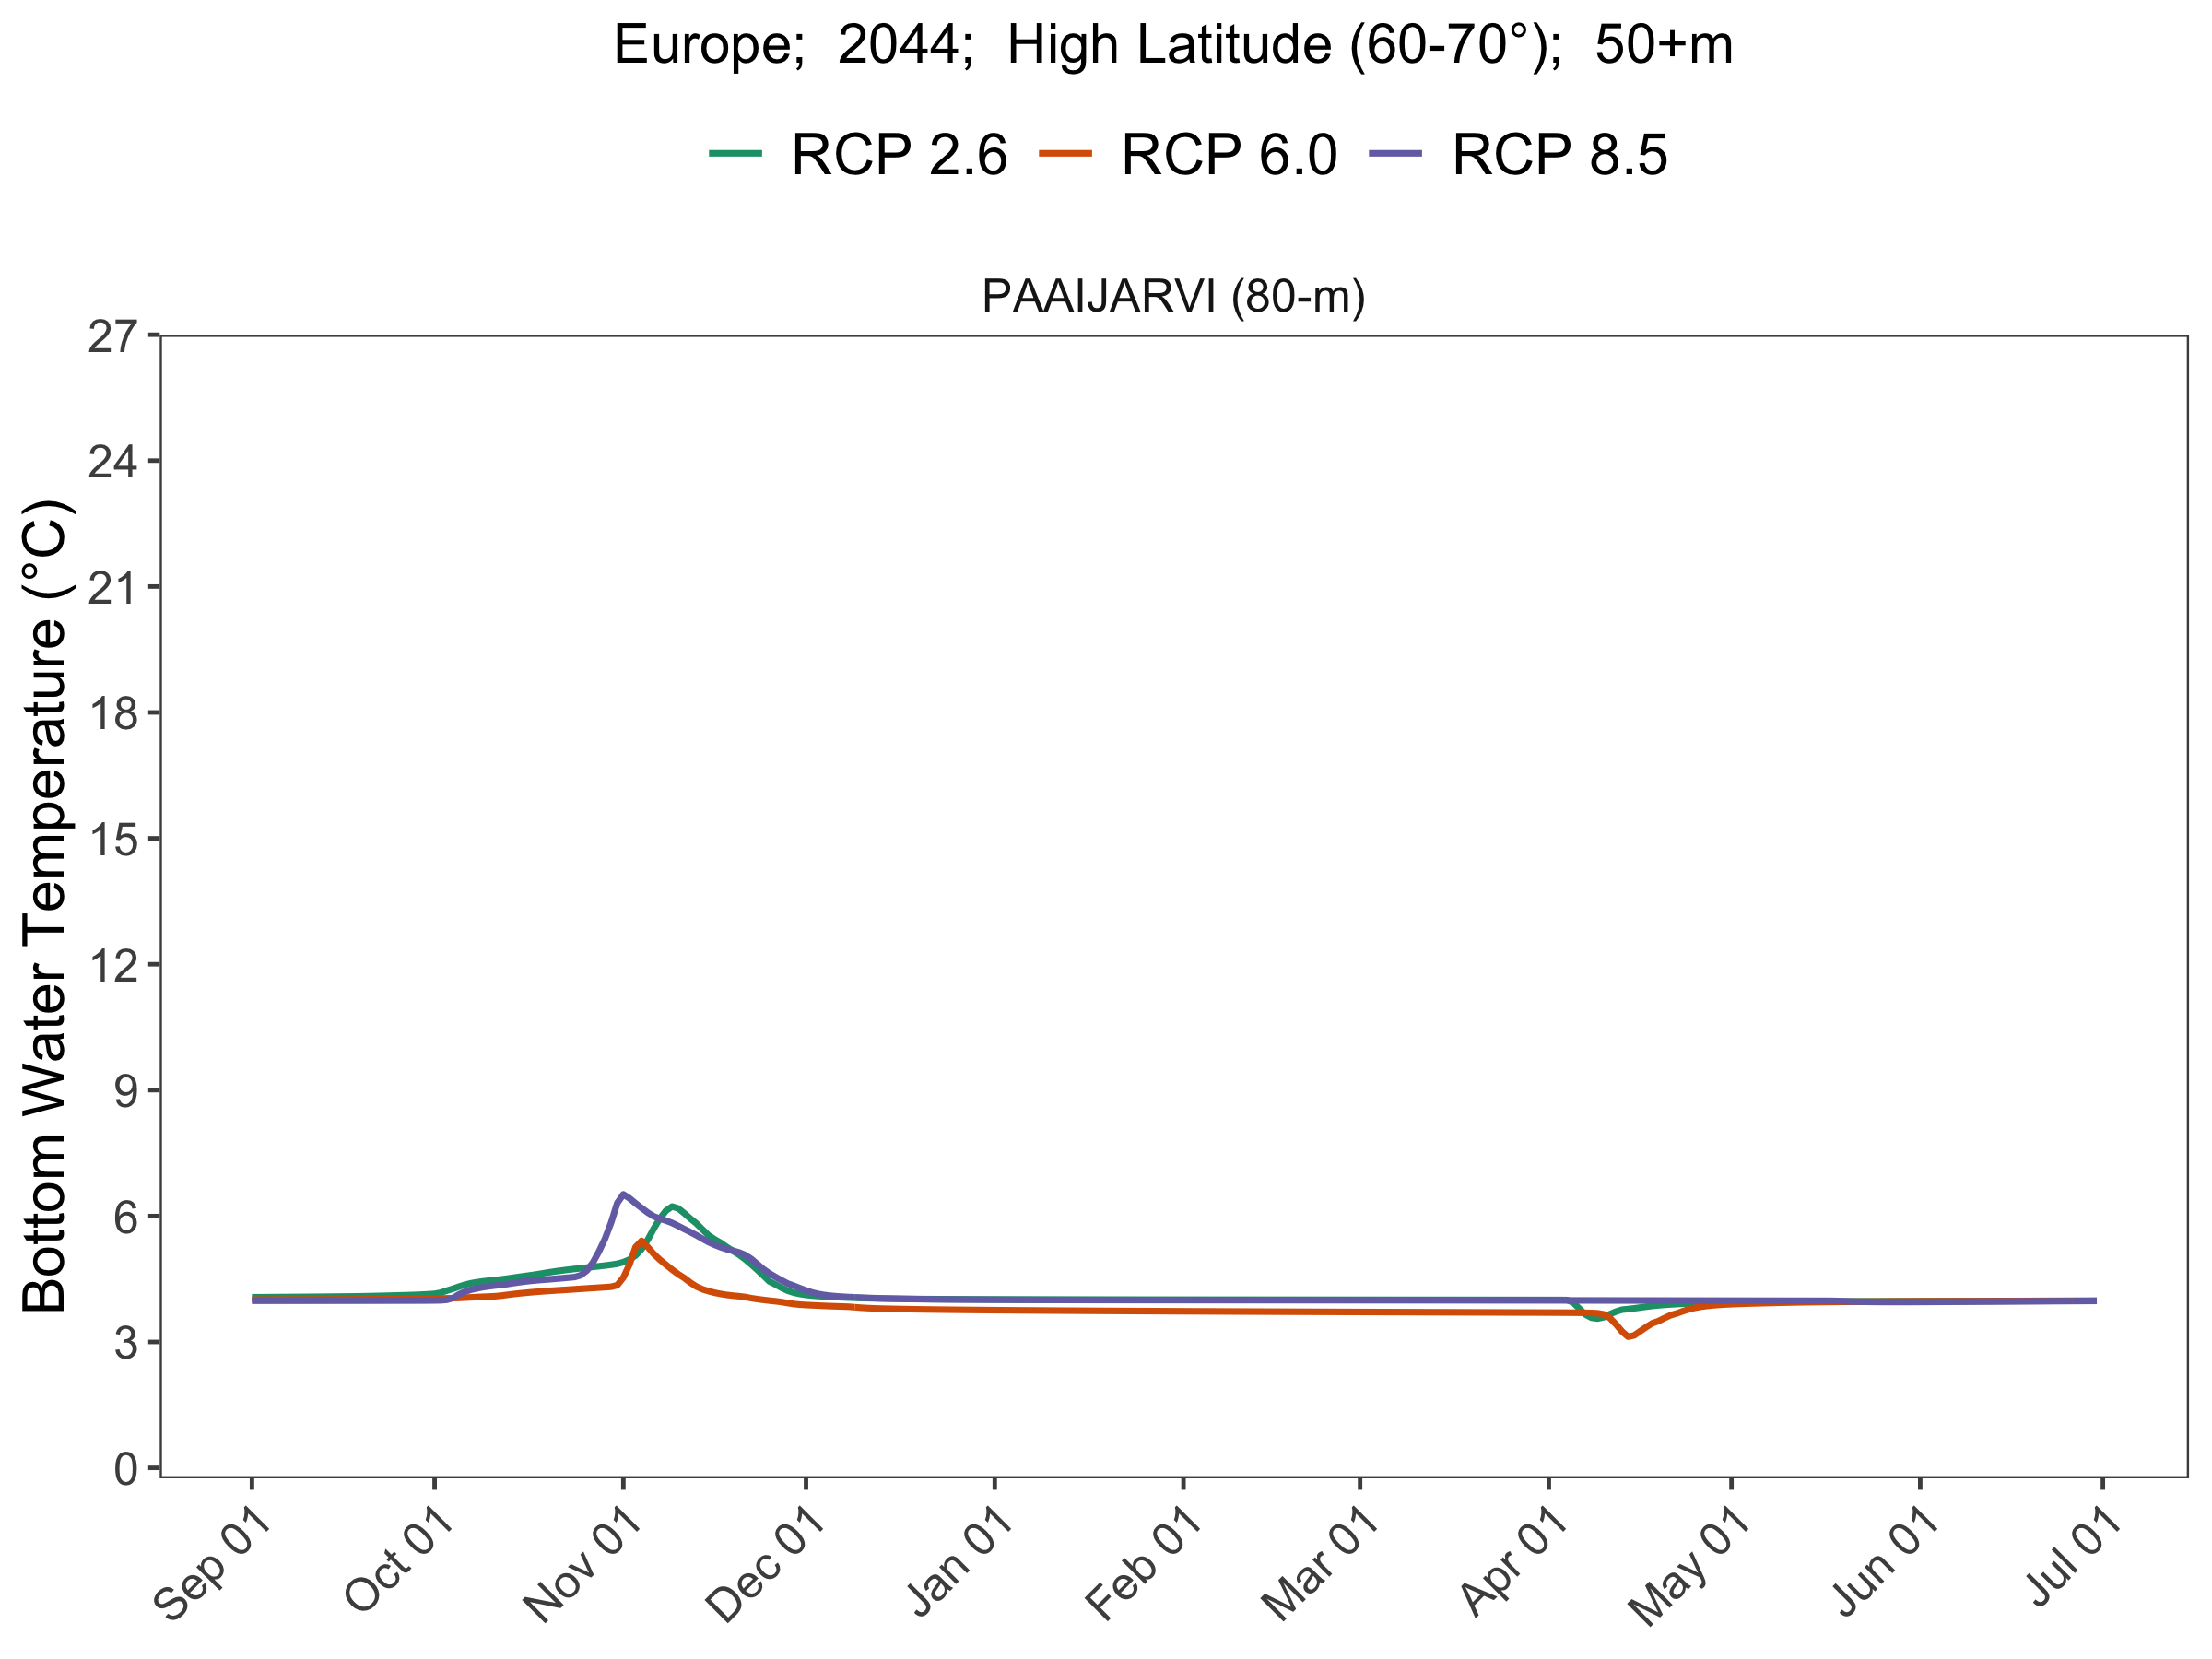 Europe;  2044;  High Latitude (60-70°);  50+m
RCP 2.6 RCP 6.0 RCP 8.5
PAAIJARVI (80-m)
Bottom Water Temperature (°C)
27
24
21
18
15
12
9
6
3
0
Sep 01 Oct 01 Nov 01 Dec 01 Jan 01 Feb 01 Mar 01 Apr 01 May 01 Jun 01 Jul 01